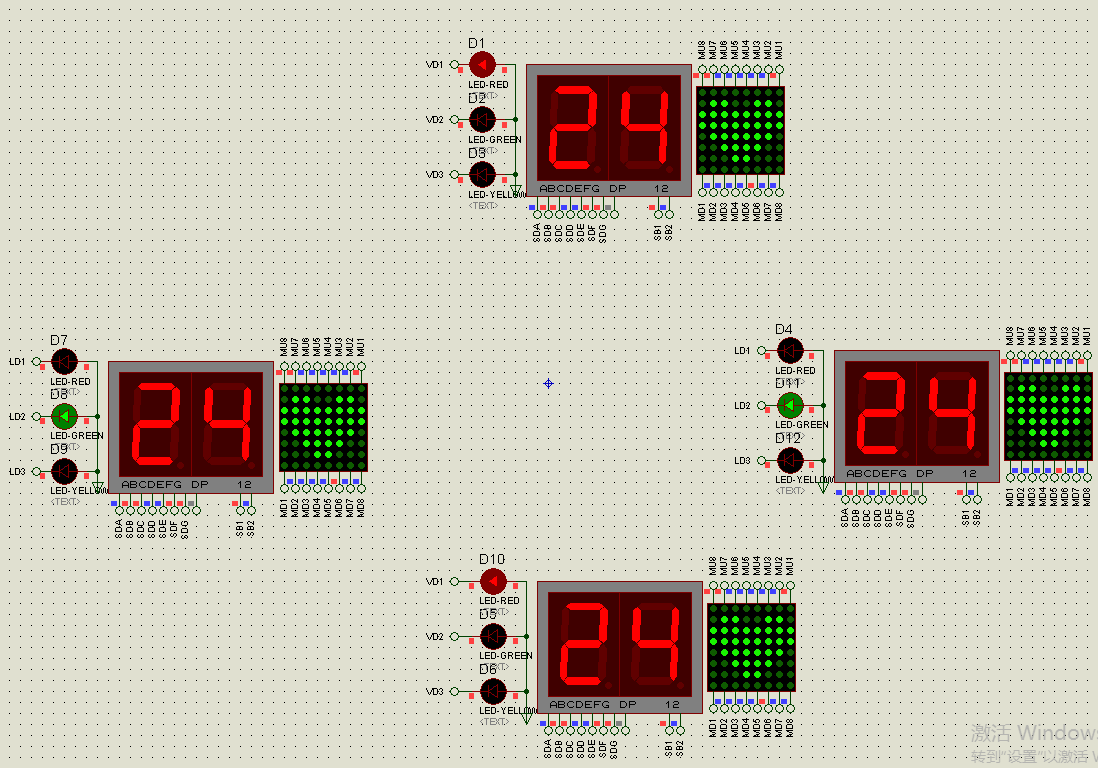 D1
VD1
LED-RED
<TEXT>
D2
VD2
LED-GREEN
<TEXT>
D3
VD3
LED-YELLOW
<TEXT>
24
ABCDEFG DP 12
SDA SDB SDC SDD SDE SDF SDG SB1 SB2
MU8 MU7 MU6 MU5 MU4 MU3 MU2 MU1
MD1 MD2 MD3 MD4 MD5 MD6 MD7 MD8
D7
LD1
LED-RED
<TEXT>
D8
LD2
LED-GREEN
<TEXT>
D9
LD3
LED-YELLOW
<TEXT>
24
ABCDEFG DP 12
SDA SDB SDC SDD SDE SDF SDG SB1 SB2
MU8 MU7 MU6 MU5 MU4 MU3 MU2 MU1
MD1 MD2 MD3 MD4 MD5 MD6 MD7 MD8
D4
LD1
LED-RED
<TEXT>
D11
LD2
LED-GREEN
<TEXT>
D12
LD3
LED-YELLOW
<TEXT>
24
ABCDEFG DP 12
SDA SDB SDC SDD SDE SDF SDG SB1 SB2
MU8 MU7 MU6 MU5 MU4 MU3 MU2 MU1
MD1 MD2 MD3 MD4 MD5 MD6 MD7 MD8
D10
VD1
LED-RED
<TEXT>
D5
VD2
LED-GREEN
<TEXT>
D6
VD3
LED-YELLOW
<TEXT>
24
ABCDEFG DP 12
SDA SDB SDC SDD SDE SDF SDG SB1 SB2
MU8 MU7 MU6 MU5 MU4 MU3 MU2 MU1
MD1 MD2 MD3 MD4 MD5 MD6 MD7 MD8
激活 Windows
转到"设置"以激活